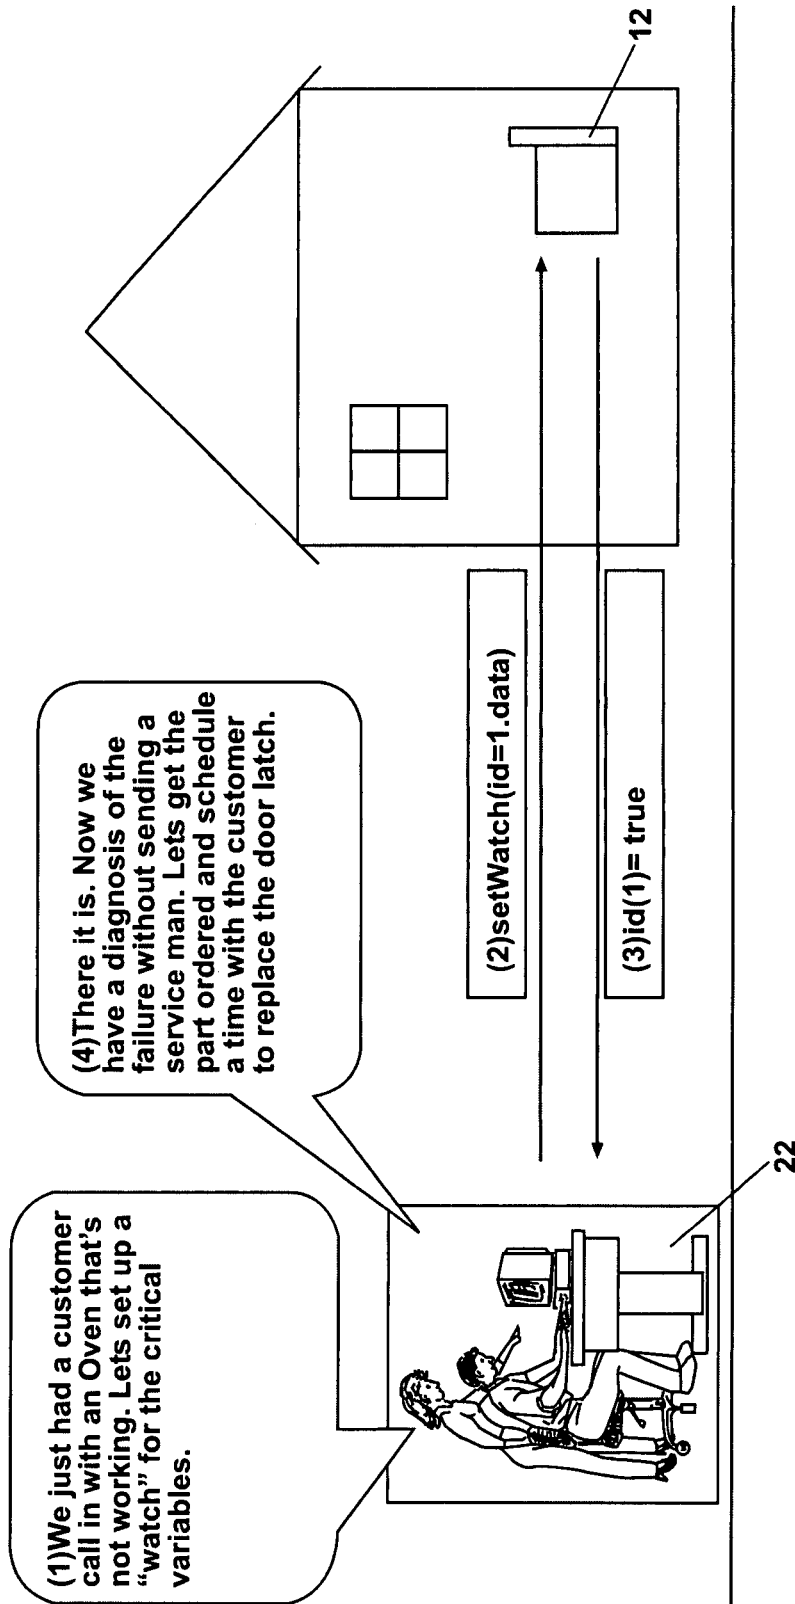 (1)We just had a customer
call in with an Oven that's
not working. Lets set up a
“watch” for the critical
variables.
(4)There it is. Now we
have a diagnosis of the
failure without sending a
service man. Lets get the
part ordered and schedule
a time with the customer
to replace the door latch.
(2)setWatch(id=1.data)
(3)id(1)= true
22
12